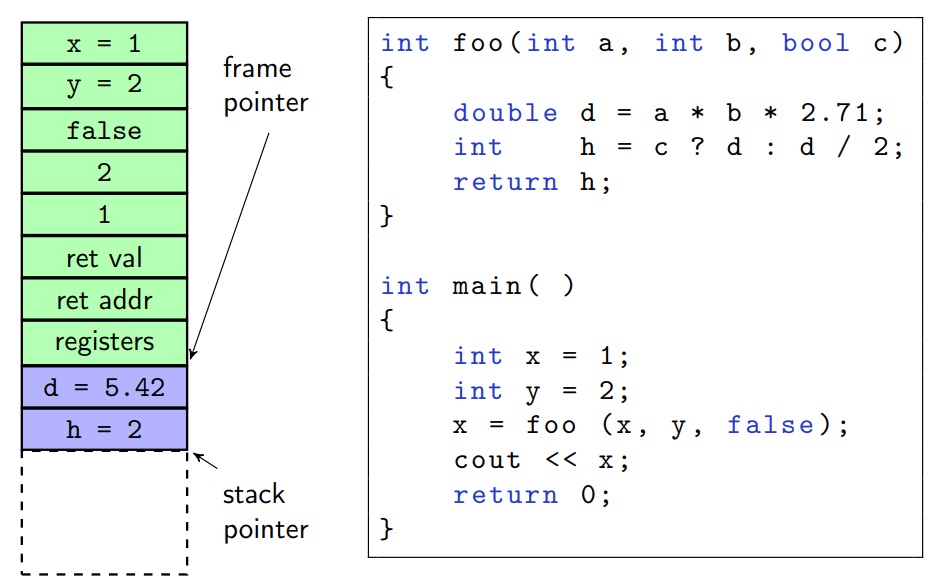 x = 1
y = 2
false
2
1
ret val
ret addr
registers
d = 5.42
h = 2
frame
pointer
stack
pointer
int foo(int a, int b, bool c)
{
    double d = a * b * 2.71;
    int    h = c ? d : d / 2;
    return h;
}

int main( )
{
    int x = 1;
    int y = 2;
    x = foo (x, y, false);
    cout << x;
    return 0;
}